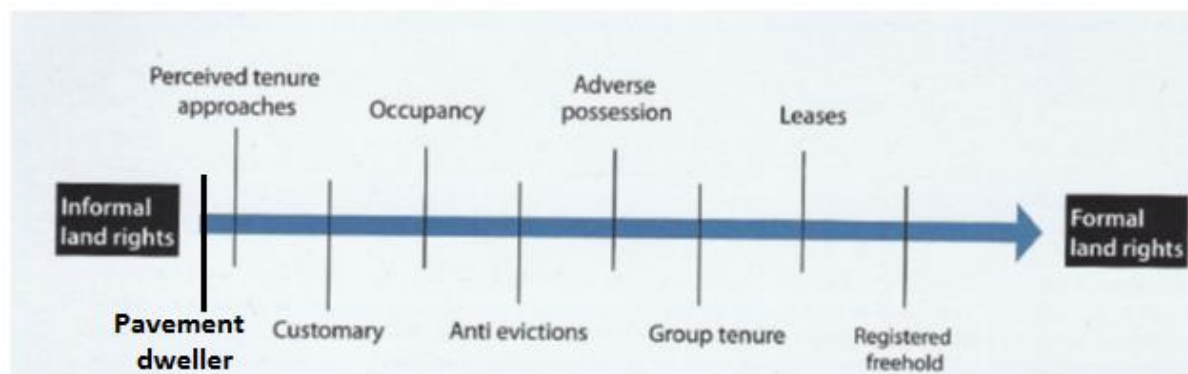 Perceived tenure
approaches
Occupancy
Adverse
possession
Leases
Informal
land rights
Formal
land rights
Pavement
dweller
Customary
Anti evictions
Group tenure
Registered
freehold